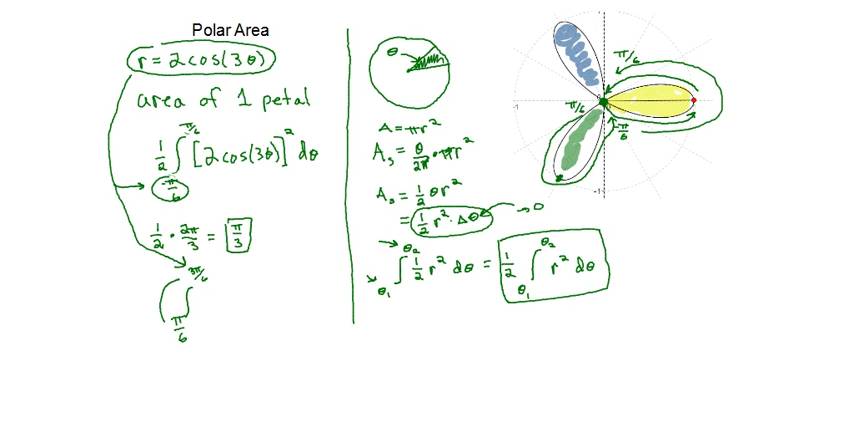 Polar Area
r = 2cos(3θ)
area of 1 petal
1/2 ∫ from -π/6 to π/6 [2cos(3θ)]² dθ
1/2 · 2π/3 = π/3
∫ from π/6 to 3π/6
θ
A = πr²
Aₛ = θ/2π · πr²
Aₛ = 1/2 θr²
= 1/2 r² · Δθ → 0
∫ from θ₁ to θ₂ 1/2 r² dθ = 1/2 ∫ from θ₁ to θ₂ r² dθ
π/6
π/6
-π/6
1
-1
-1